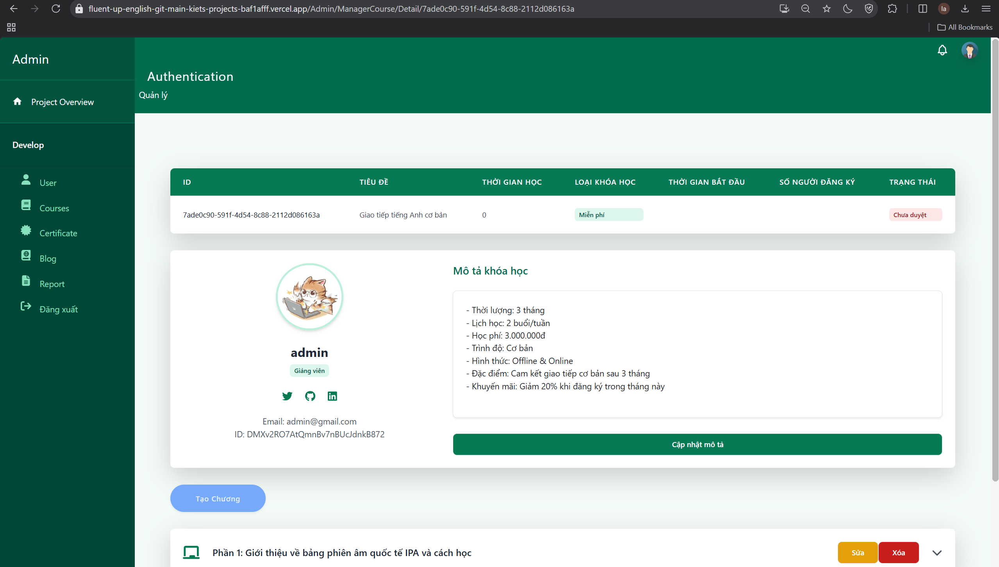 fluent-up-english-git-main-kiets-projects-baf1afff.vercel.app/Admin/ManagerCourse/Detail/7ade0c90-591f-4d54-8c88-2112d086163a
la
All Bookmarks
Admin
Project Overview
Develop
User
Courses
Certificate
Blog
Report
Đăng xuất
Authentication
Quản lý
ID TIÊU ĐỀ THỜI GIAN HỌC LOẠI KHÓA HỌC THỜI GIAN BẮT ĐẦU SỐ NGƯỜI ĐĂNG KÝ TRẠNG THÁI
7ade0c90-591f-4d54-8c88-2112d086163a Giao tiếp tiếng Anh cơ bản 0 Miễn phí Chưa duyệt
admin
Giảng viên
Email: admin@gmail.com
ID: DMXv2RO7AtQmnBv7nBUcJdnkB872
Mô tả khóa học
- Thời lượng: 3 tháng
- Lịch học: 2 buổi/tuần
- Học phí: 3.000.000đ
- Trình độ: Cơ bản
- Hình thức: Offline & Online
- Đặc điểm: Cam kết giao tiếp cơ bản sau 3 tháng
- Khuyến mãi: Giảm 20% khi đăng ký trong tháng này
Cập nhật mô tả
Tạo Chương
Phần 1: Giới thiệu về bảng phiên âm quốc tế IPA và cách học
Sửa
Xóa